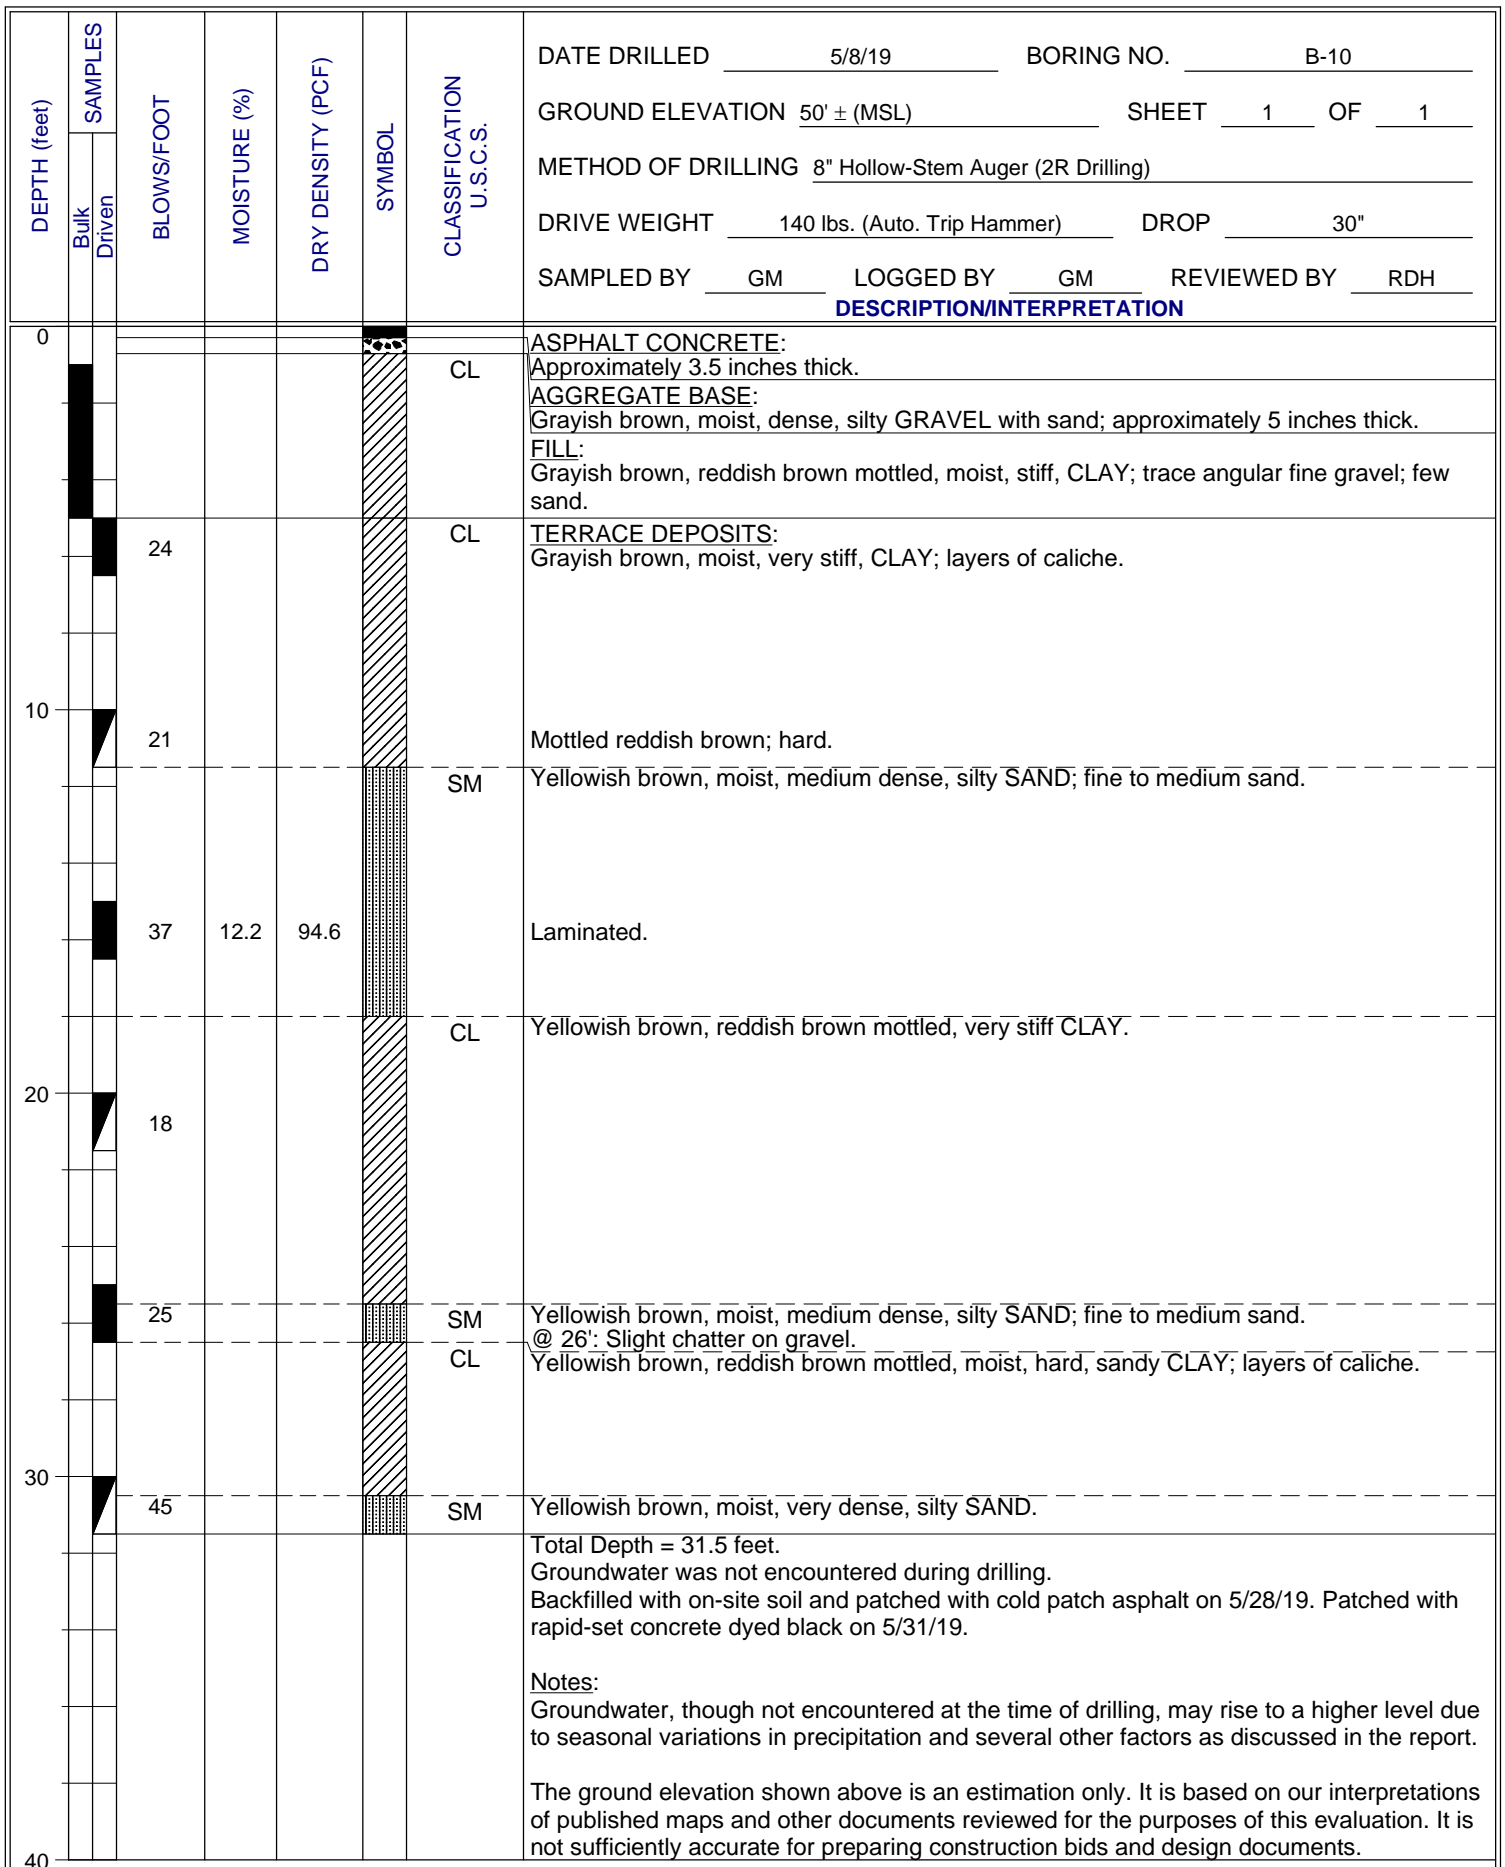 DEPTH (feet)
SAMPLES
Bulk
Driven
BLOWS/FOOT
MOISTURE (%)
DRY DENSITY (PCF)
SYMBOL
CLASSIFICATION
U.S.C.S.
DATE DRILLED 5/8/19 BORING NO. B-10
GROUND ELEVATION 50' ± (MSL) SHEET 1 OF 1
METHOD OF DRILLING 8" Hollow-Stem Auger (2R Drilling)
DRIVE WEIGHT 140 lbs. (Auto. Trip Hammer) DROP 30"
SAMPLED BY GM LOGGED BY GM REVIEWED BY RDH
DESCRIPTION/INTERPRETATION
0 ASPHALT CONCRETE:
CL Approximately 3.5 inches thick.
AGGREGATE BASE:
Grayish brown, moist, dense, silty GRAVEL with sand; approximately 5 inches thick.
FILL:
Grayish brown, reddish brown mottled, moist, stiff, CLAY; trace angular fine gravel; few
sand.
CL TERRACE DEPOSITS:
24 Grayish brown, moist, very stiff, CLAY; layers of caliche.
10
21 Mottled reddish brown; hard.
SM Yellowish brown, moist, medium dense, silty SAND; fine to medium sand.
37 12.2 94.6 Laminated.
CL Yellowish brown, reddish brown mottled, very stiff CLAY.
20
18
25 SM Yellowish brown, moist, medium dense, silty SAND; fine to medium sand.
@ 26': Slight chatter on gravel.
CL Yellowish brown, reddish brown mottled, moist, hard, sandy CLAY; layers of caliche.
30
45 SM Yellowish brown, moist, very dense, silty SAND.
Total Depth = 31.5 feet.
Groundwater was not encountered during drilling.
Backfilled with on-site soil and patched with cold patch asphalt on 5/28/19. Patched with
rapid-set concrete dyed black on 5/31/19.
Notes:
Groundwater, though not encountered at the time of drilling, may rise to a higher level due
to seasonal variations in precipitation and several other factors as discussed in the report.
The ground elevation shown above is an estimation only. It is based on our interpretations
of published maps and other documents reviewed for the purposes of this evaluation. It is
not sufficiently accurate for preparing construction bids and design documents.
40